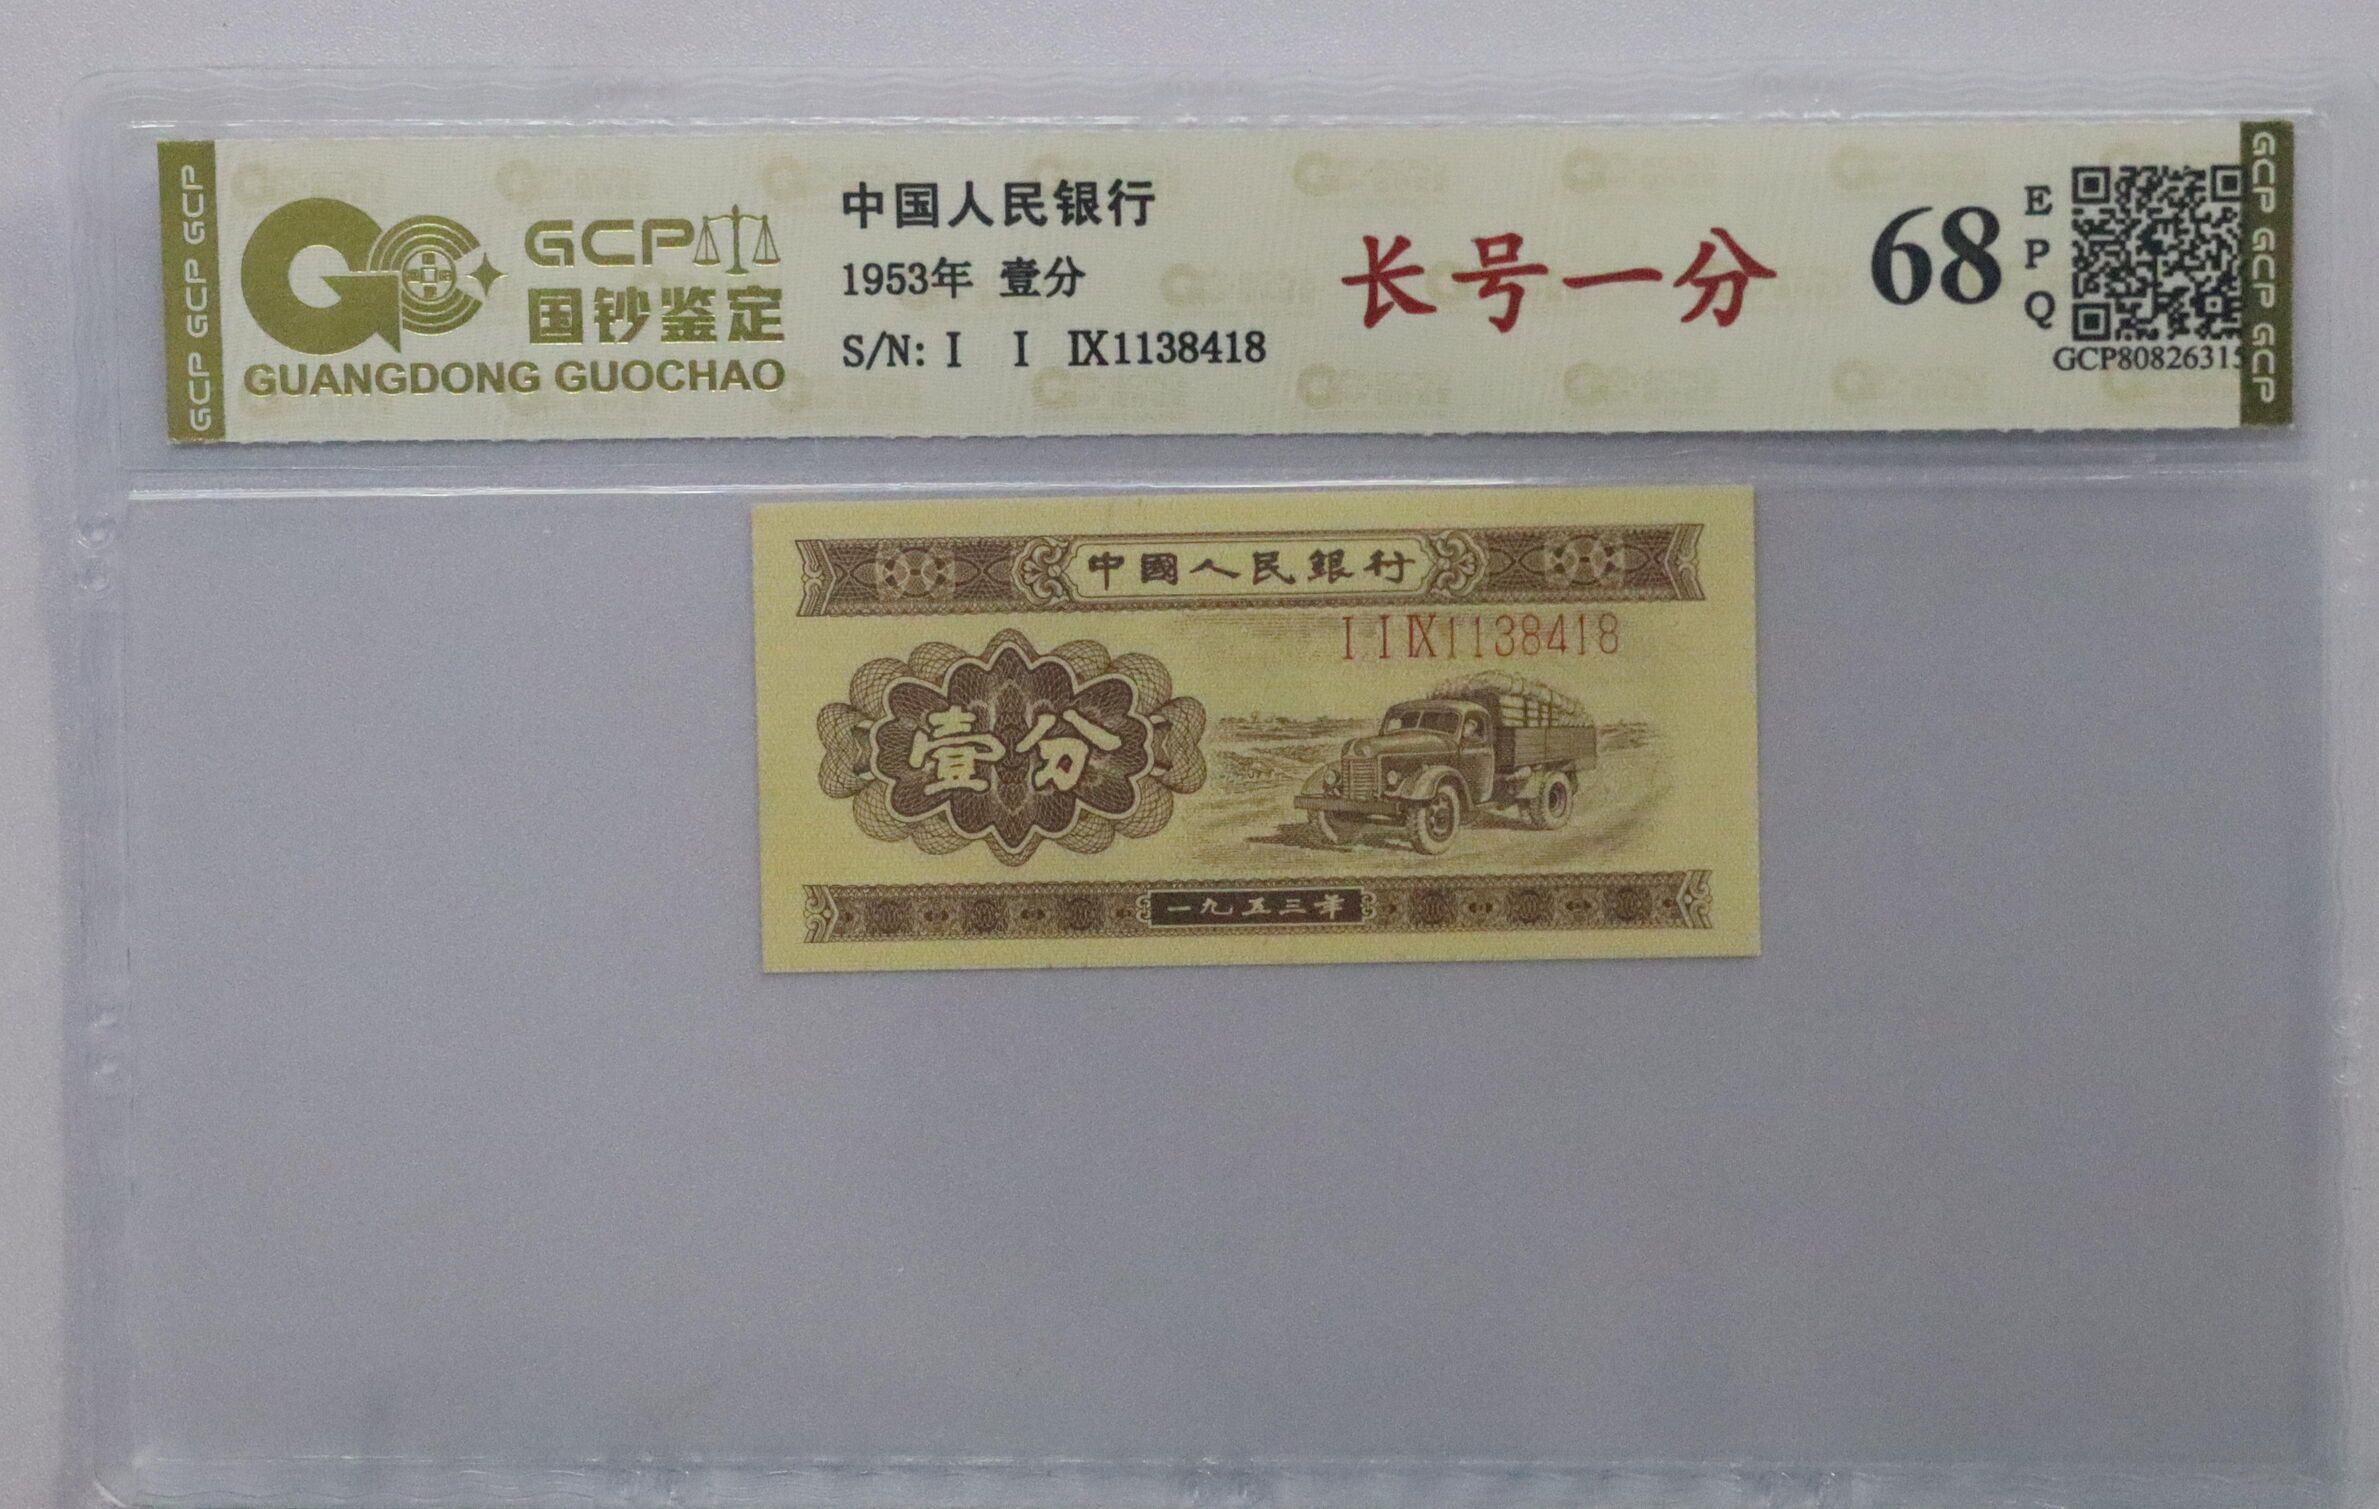 GCP GCP GCP
GCP
国钞鉴定
GUANGDONG GUOCHAO
中国人民银行
1953年 壹分
S/N: I I IX1138418
长号一分
68
E
P
Q
GCP80826315
GCP GCP GCP
中國人民銀行
I I IX1138418
壹分
一九五三年